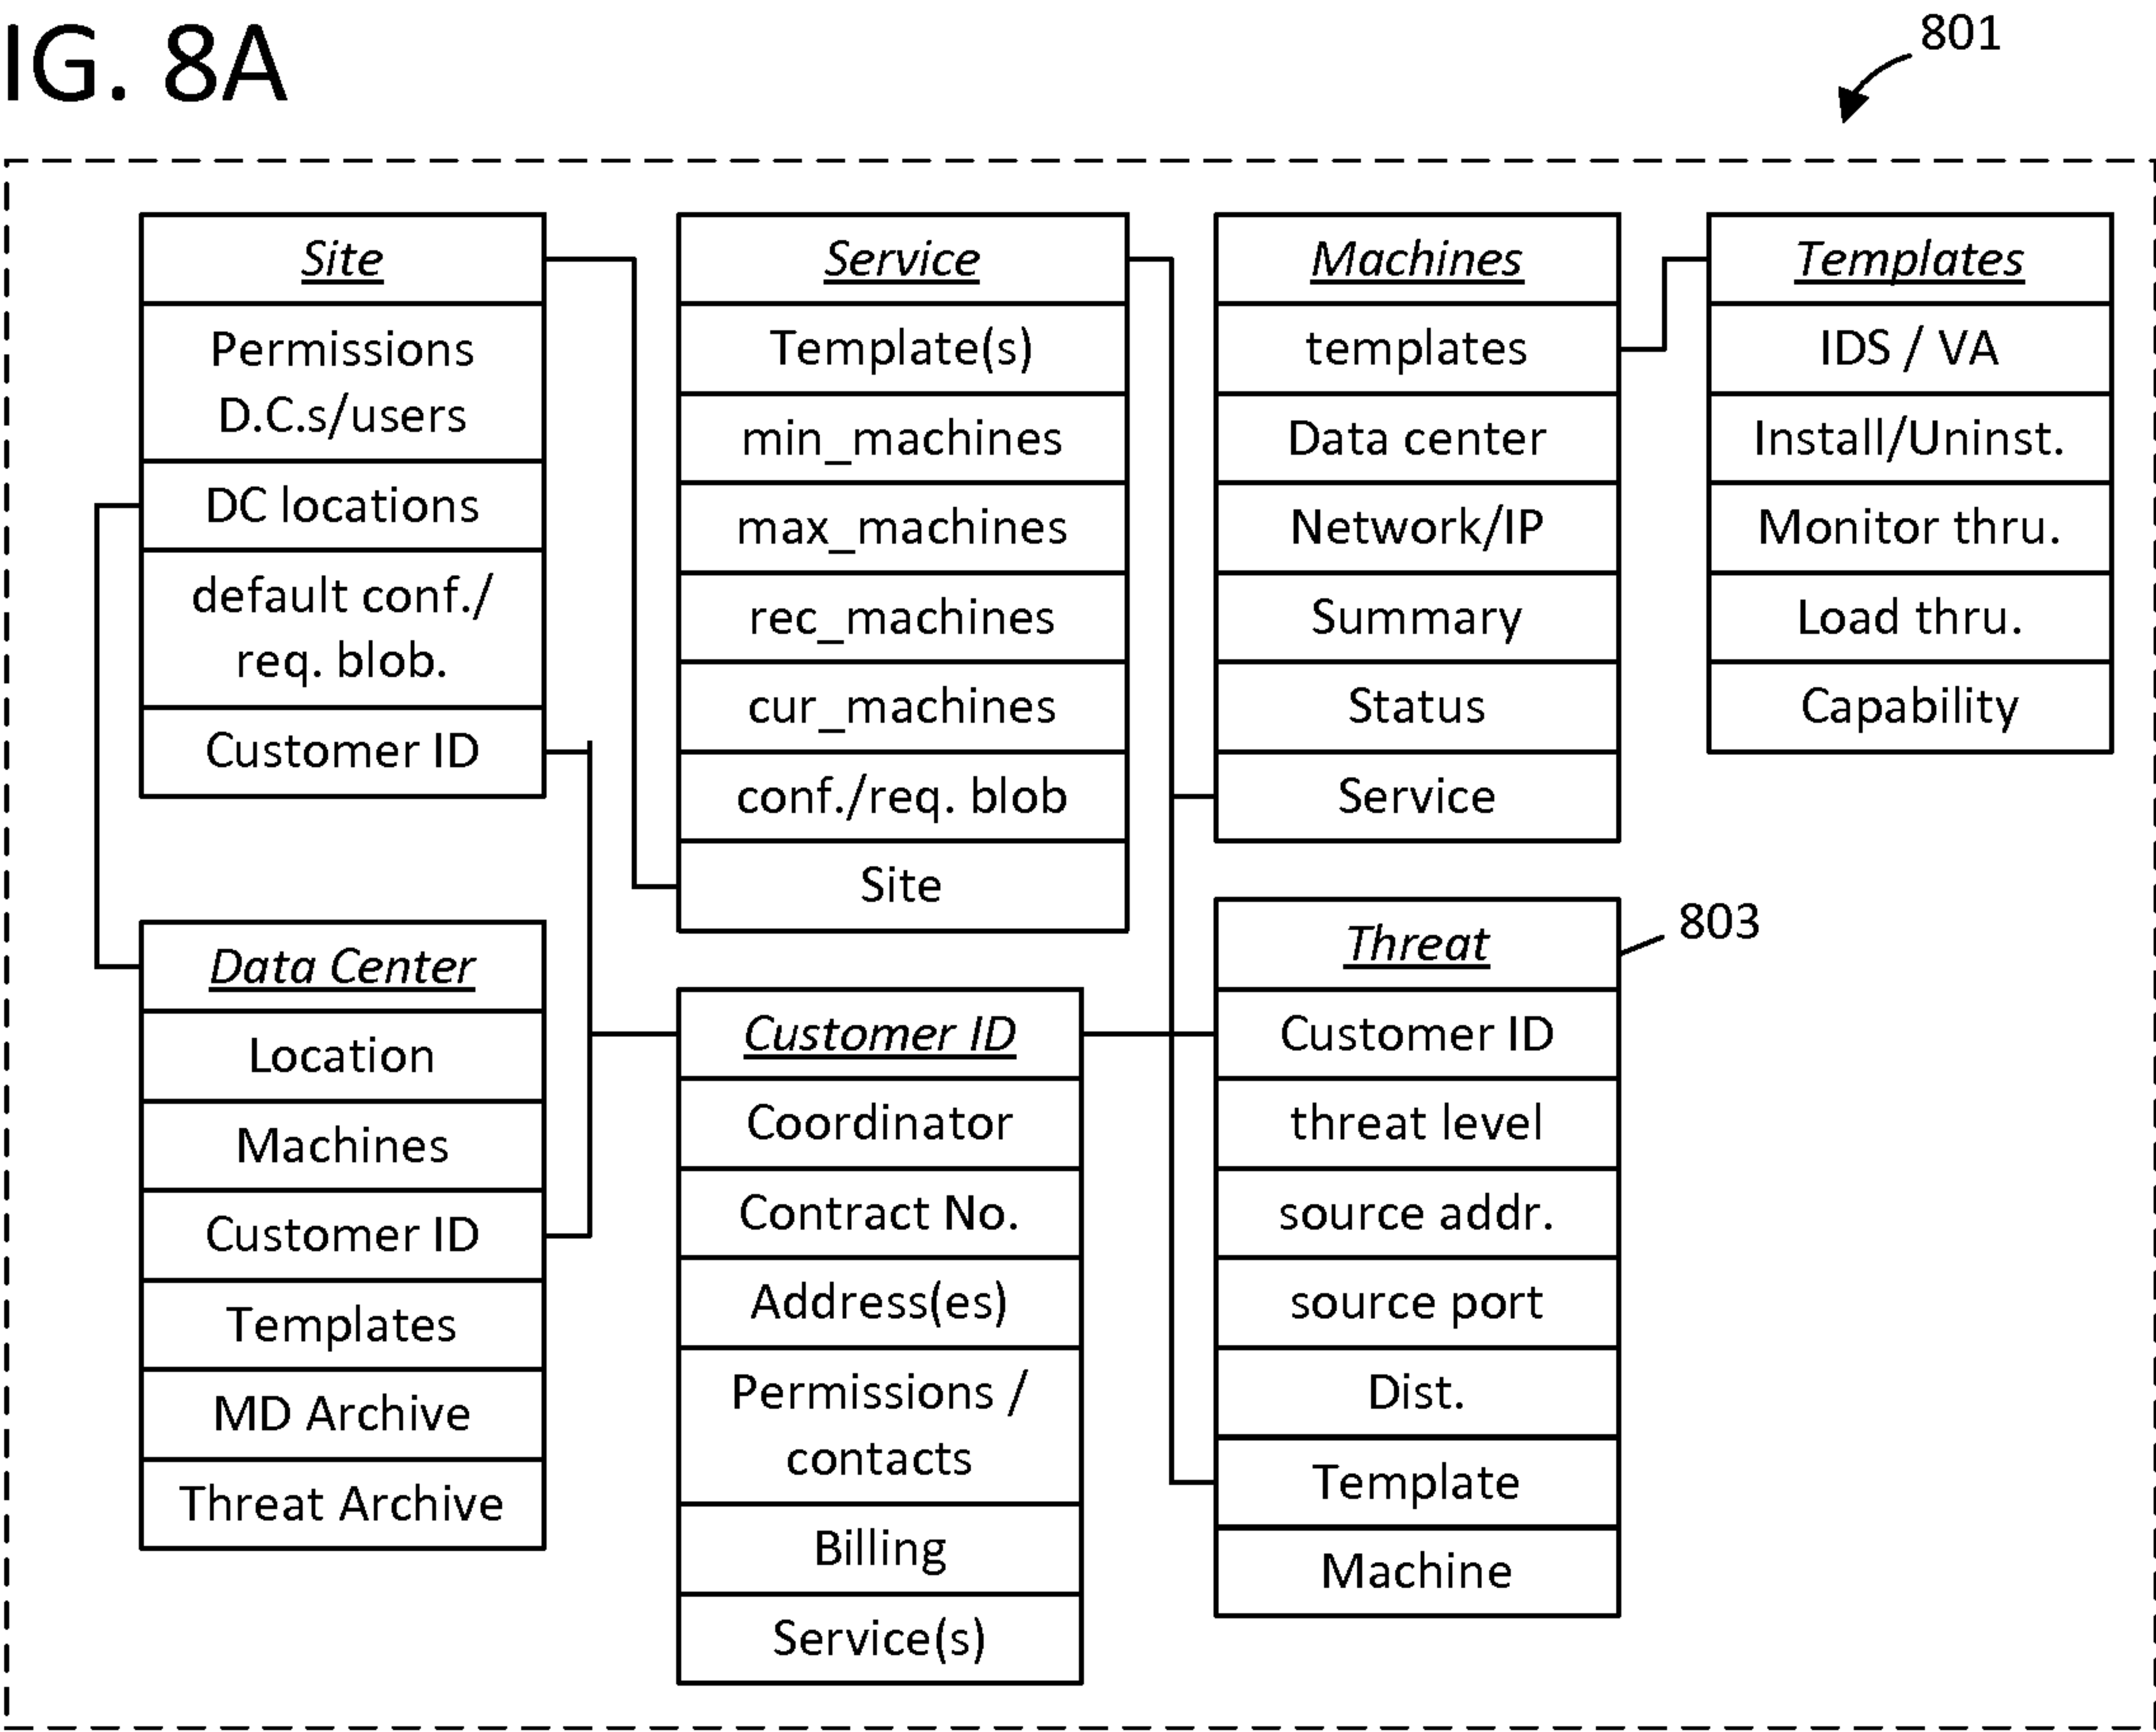 IG. 8A
801
Site
Permissions
D.C.s/users
DC locations
default conf./
req. blob.
Customer ID
Service
Template(s)
min_machines
max_machines
rec_machines
cur_machines
conf./req. blob
Site
Machines
templates
Data center
Network/IP
Summary
Status
Service
Templates
IDS / VA
Install/Uninst.
Monitor thru.
Load thru.
Capability
Data Center
Location
Machines
Customer ID
Templates
MD Archive
Threat Archive
Customer ID
Coordinator
Contract No.
Address(es)
Permissions /
contacts
Billing
Service(s)
803
Threat
Customer ID
threat level
source addr.
source port
Dist.
Template
Machine